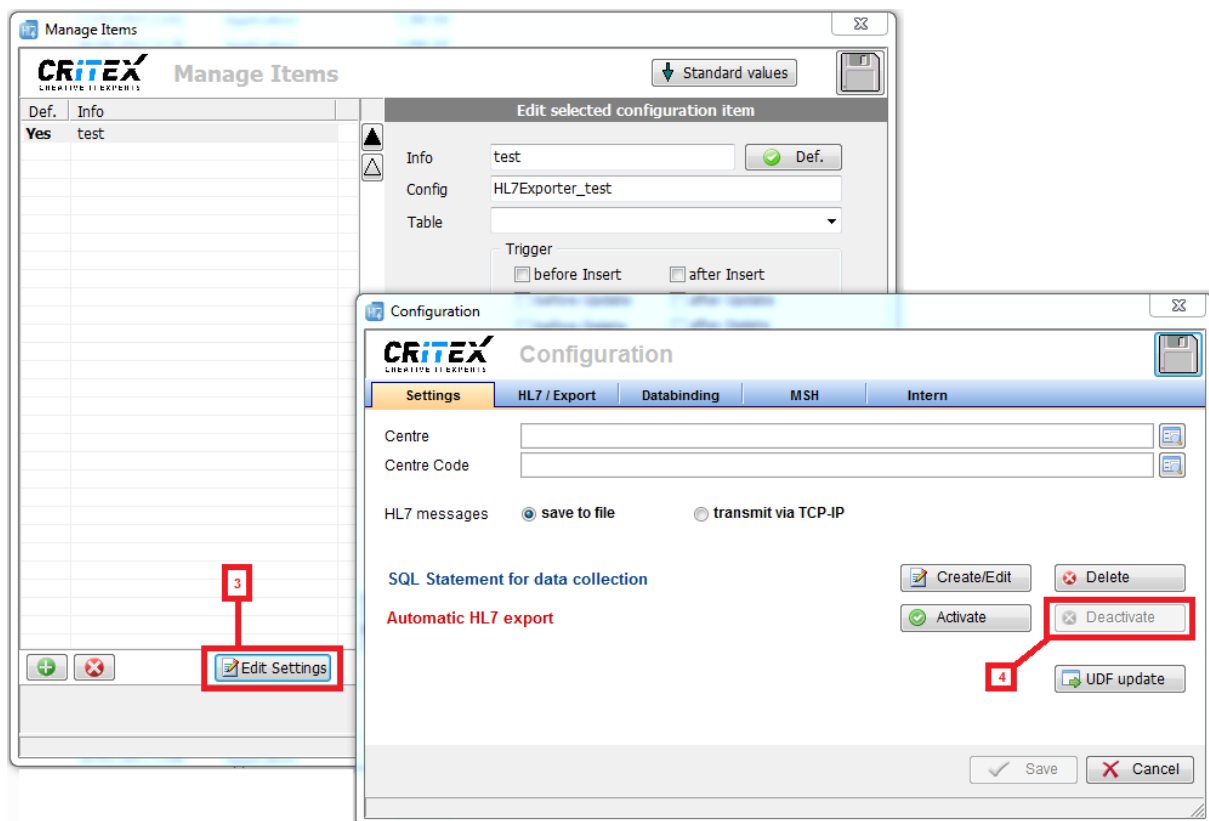 Manage Items
CRiTEX
CREATIVE IT EXPERTS
Manage Items
Standard values
Def. Info
Yes test
Edit selected configuration item
Info test Def.
Config HL7Exporter_test
Table
Trigger
before Insert after Insert
3
Edit Settings
Configuration
CRiTEX
CREATIVE IT EXPERTS
Configuration
Settings HL7 / Export Databinding MSH Intern
Centre
Centre Code
HL7 messages save to file transmit via TCP-IP
SQL Statement for data collection Create/Edit Delete
Automatic HL7 export Activate Deactivate
4
UDF update
Save Cancel